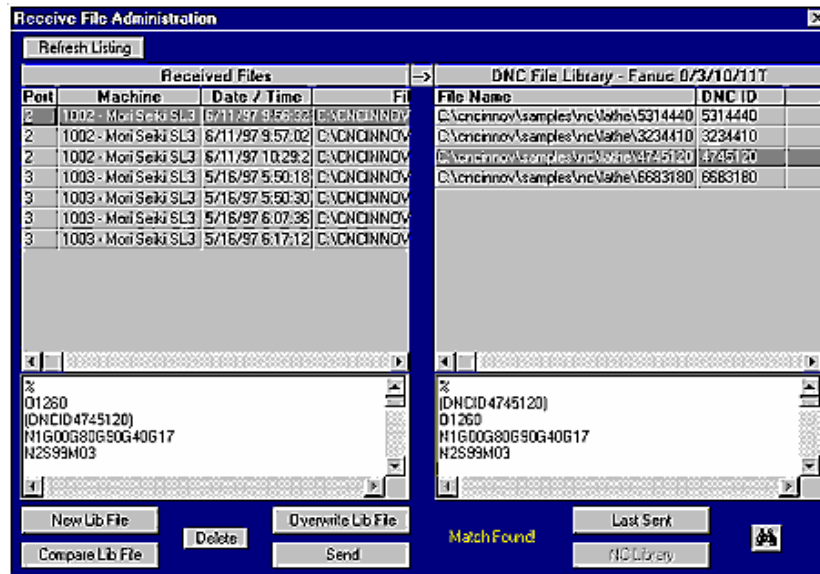 Receive File Administration
Refresh Listing
Received Files
-> DNC File Library - Fanuc 0/3/10/11T
Port Machine Date / Time Fil
File Name DNC ID
2 1002 - Mori Seiki SL3 6/11/97 9:56:32 C:\CNCINNOV
2 1002 - Mori Seiki SL3 6/11/97 9:57:02 C:\CNCINNOV
2 1002 - Mori Seiki SL3 6/11/97 10:29:2 C:\CNCINNOV
3 1003 - Mori Seiki SL3 5/16/97 5:50:18 C:\CNCINNOV
3 1003 - Mori Seiki SL3 5/16/97 5:50:30 C:\CNCINNOV
3 1003 - Mori Seiki SL3 5/16/97 6:07:36 C:\CNCINNOV
3 1003 - Mori Seiki SL3 5/16/97 6:17:12 C:\CNCINNOV
C:\cncinnov\samples\nc\lathe\5314440 5314440
C:\cncinnov\samples\nc\lathe\3234410 3234410
C:\cncinnov\samples\nc\lathe\4745120 4745120
C:\cncinnov\samples\nc\lathe\6683180 6683180
%
O1260
(DNCID4745120)
N1G00G80G90G40G17
N2S99M03
%
(DNCID4745120)
O1260
N1G00G80G90G40G17
N2S99M03
New Lib File
Delete
Overwrite Lib File
Compare Lib File
Send
Match Found!
Last Sent
NC Library